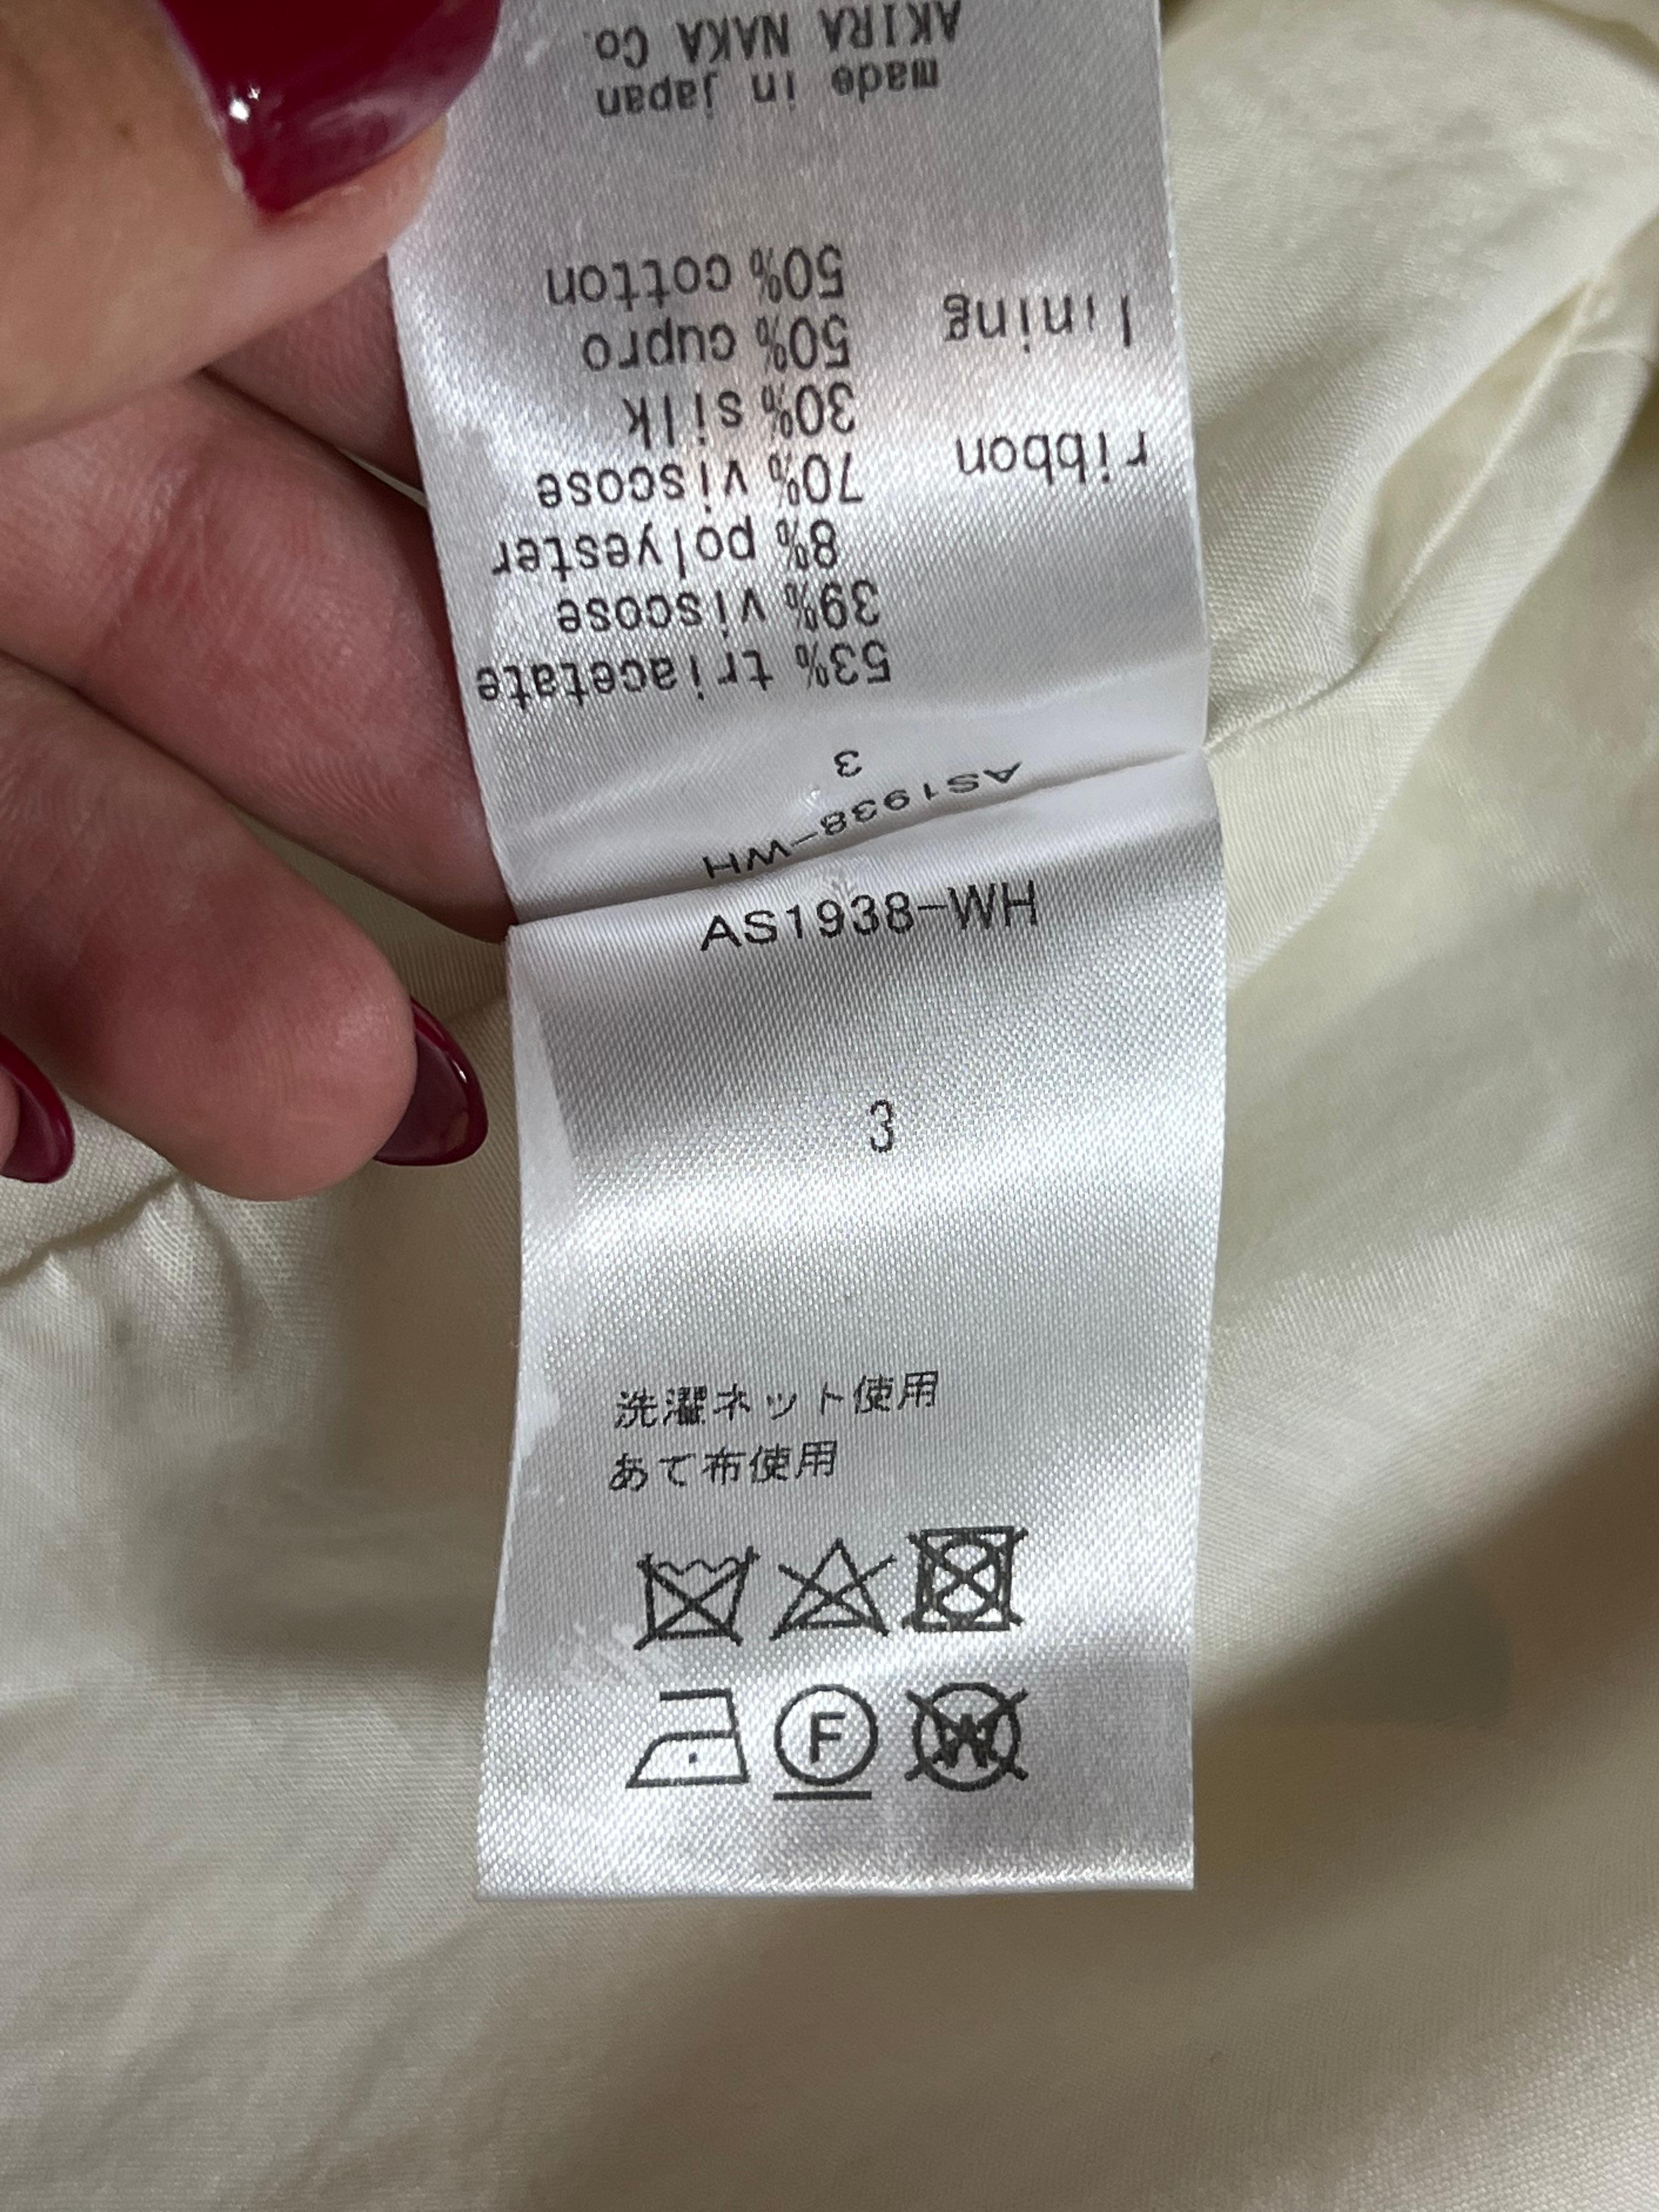 AS1938-WH
3
53% triacetate
39% viscose
8% polyester
ribbon 70% viscose
30% silk
lining 50% cupro
50% cotton
made in japan
AKIRA NAKA Co.
AS1938-WH
3
洗濯ネット使用
あて布使用
F W